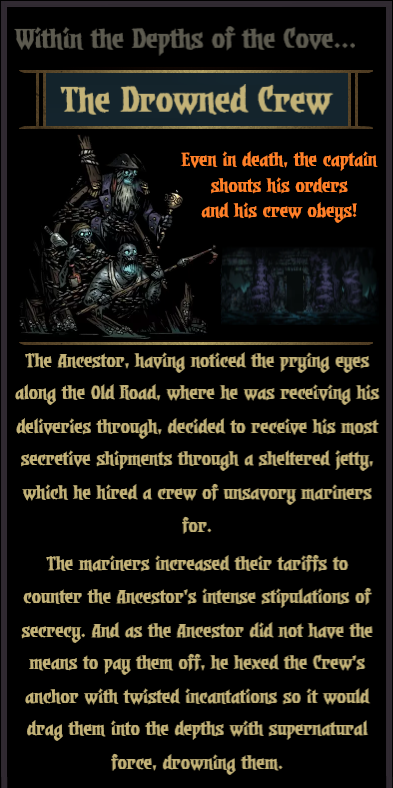 Within the Depths of the Cove...
The Drowned Crew
Even in death, the captain
shouts his orders
and his crew obeys!
The Ancestor, having noticed the prying eyes
along the Old Road, where he was receiving his
deliveries through, decided to receive his most
secretive shipments through a sheltered jetty,
which he hired a crew of unsavory mariners
for.
The mariners increased their tariffs to
counter the Ancestor's intense stipulations of
secrecy. And as the Ancestor did not have the
means to pay them off, he hexed the Crew's
anchor with twisted incantations so it would
drag them into the depths with supernatural
force, drowning them.